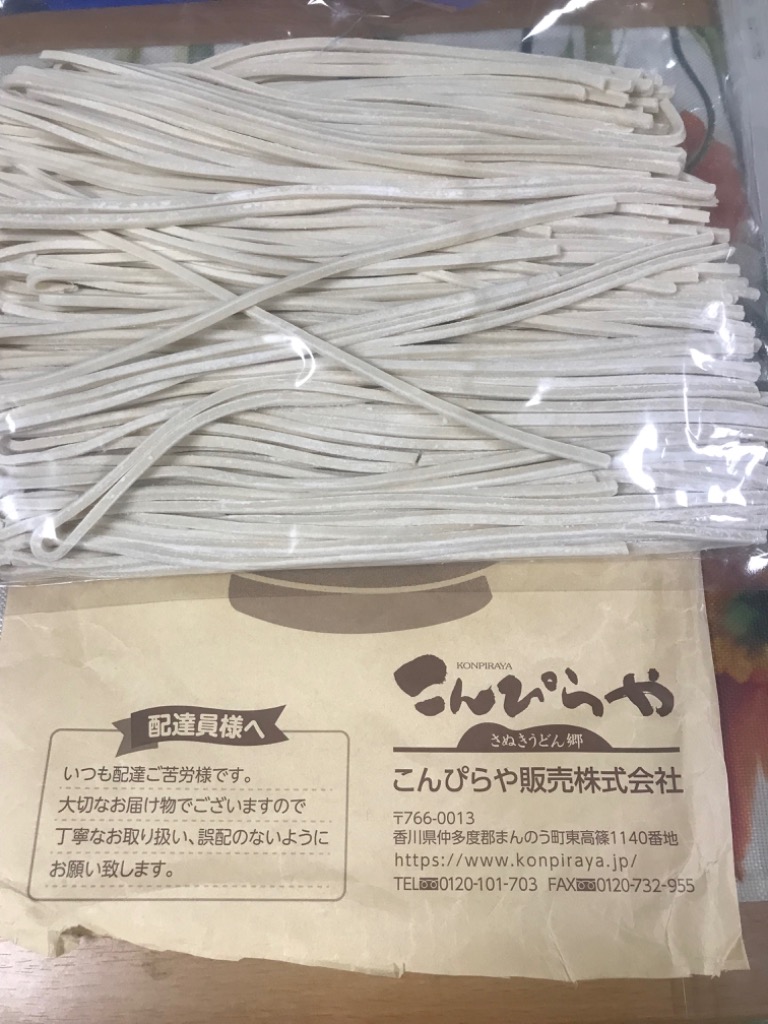 配達員様へ
いつも配達ご苦労様です。
大切なお届け物でございますので
丁寧なお取り扱い、誤配のないように
お願い致します。
KONPIRAYA
こんぴらや
さぬきうどん郷
こんぴらや販売株式会社
〒766-0013
香川県仲多度郡まんのう町東高篠1140番地
https://www.konpiraya.jp/
TEL 0120-101-703 FAX 0120-732-955